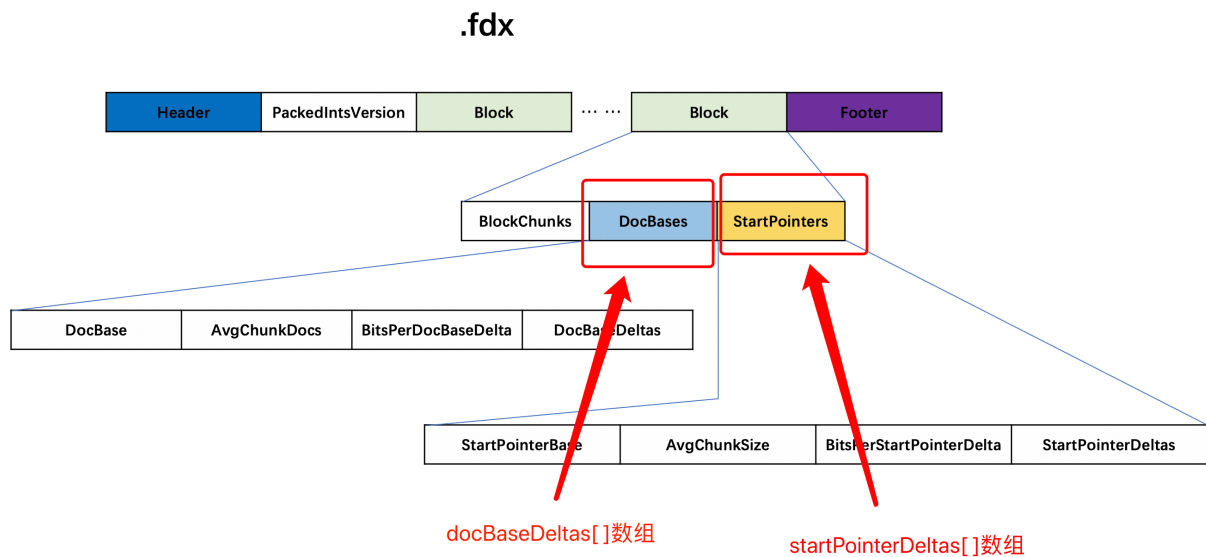 .fdx
Header PackedIntsVersion Block ... ... Block Footer
BlockChunks DocBases StartPointers
DocBase AvgChunkDocs BitsPerDocBaseDelta DocBaseDeltas
StartPointerBase AvgChunkSize BitsPerStartPointerDelta StartPointerDeltas
docBaseDeltas[ ]数组
startPointerDeltas[ ]数组